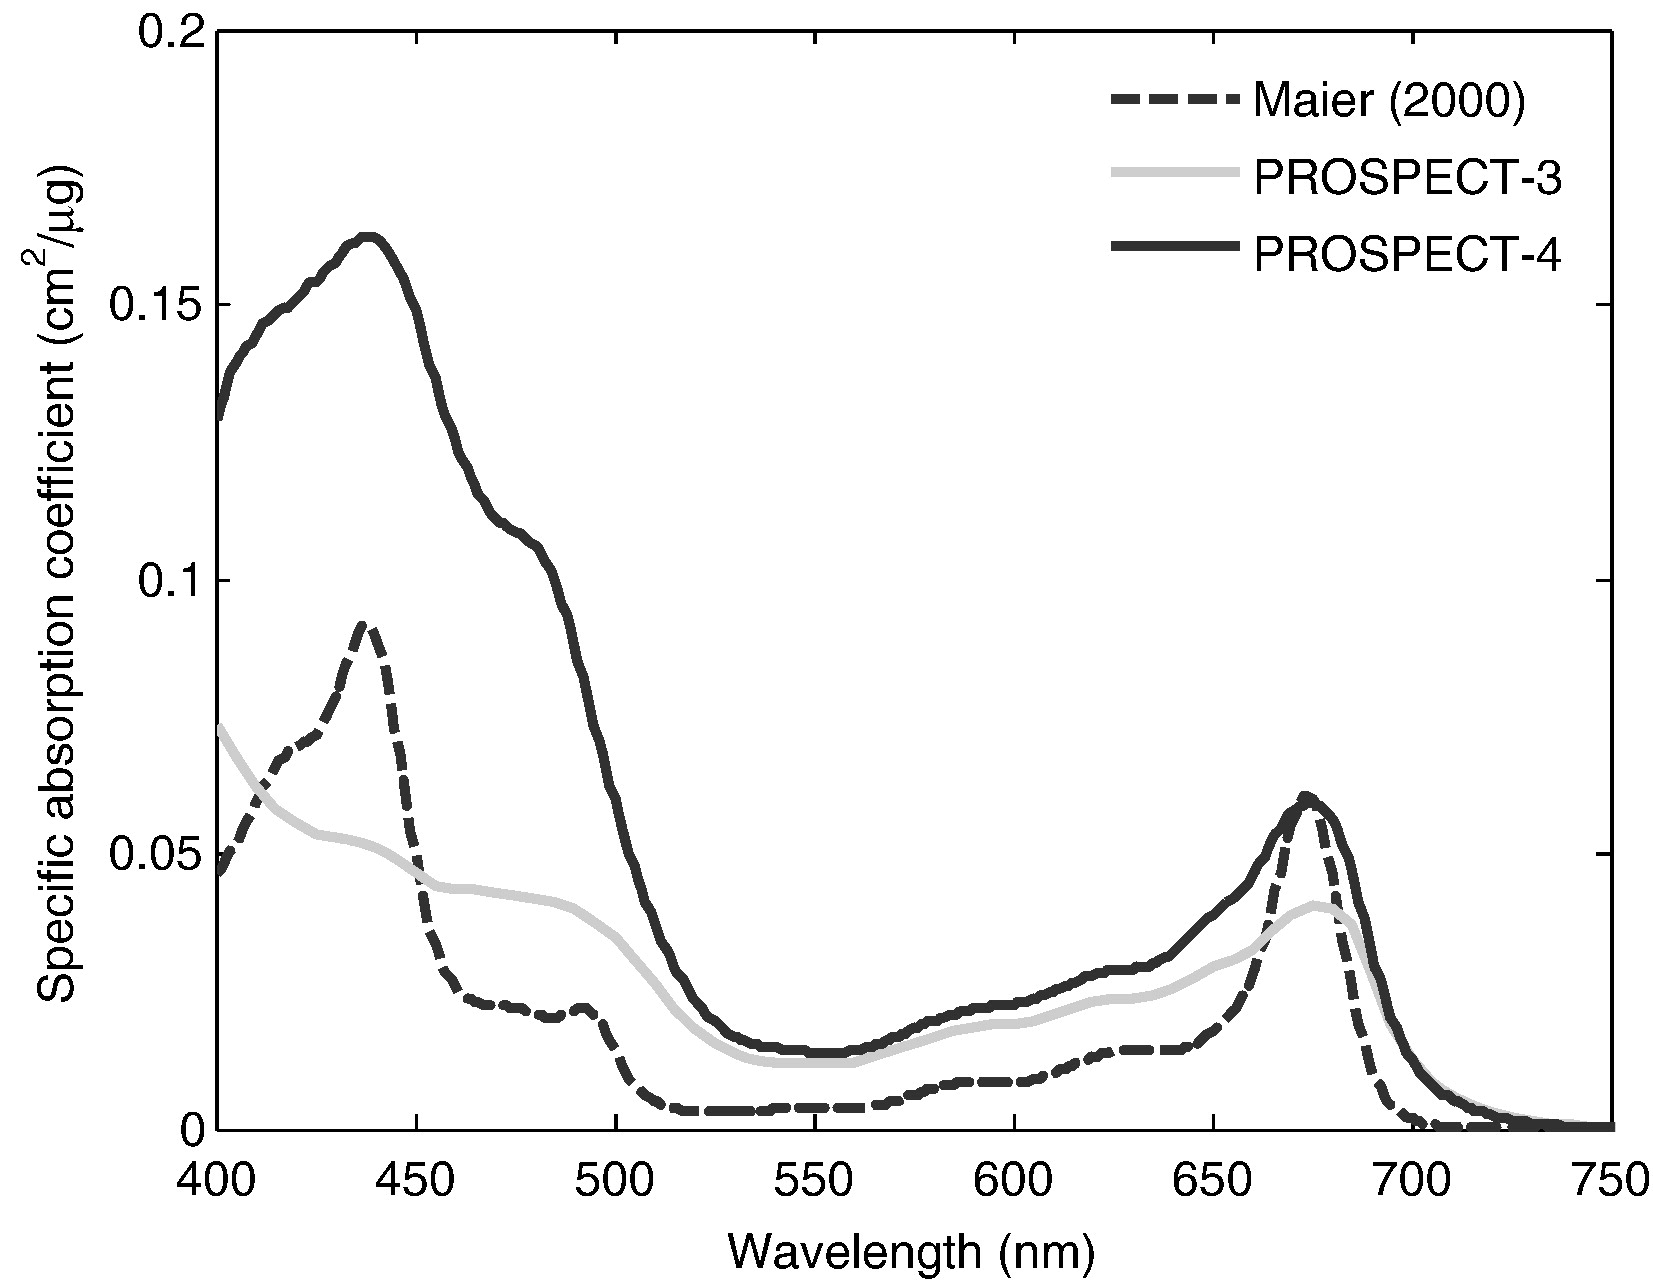 0.2
0.15
0.1
0.05
0
400
450
500
550
600
650
700
750
Specific absorption coefficient (cm²/μg)
Wavelength (nm)
Maier (2000)
PROSPECT-3
PROSPECT-4